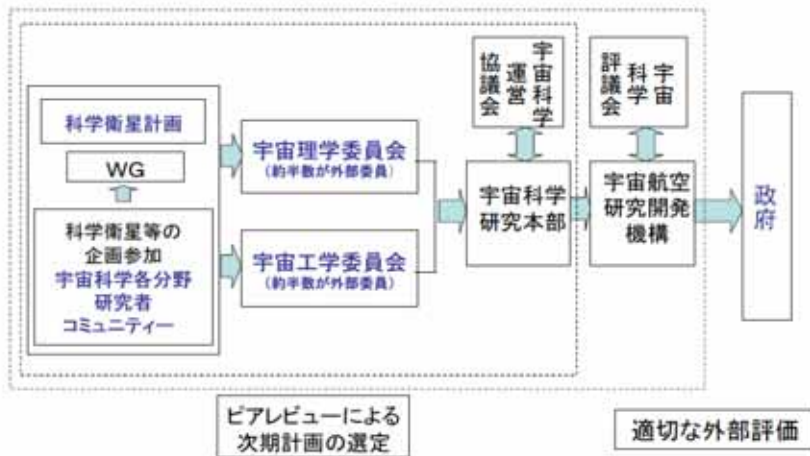 科学衛星計画
WG
科学衛星等の
企画参加
宇宙科学各分野
研究者
コミュニティー
宇宙理学委員会
(約半数が外部委員)
宇宙工学委員会
(約半数が外部委員)
宇宙科学
運営
協議会
宇宙科学
研究本部
宇宙
科学
評議会
宇宙航空
研究開発
機構
政府
ピアレビューによる
次期計画の選定
適切な外部評価